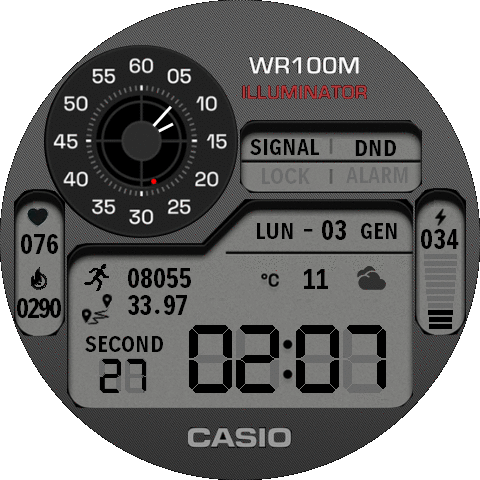 WR100M
ILLUMINATOR
60
55 05
50 10
45 15
40 20
35 25
30
SIGNAL | DND
LOCK | ALARM
076
0290
034
LUN - 03 GEN
08055
°C 11
33.97
SECOND
27
02:07
CASIO